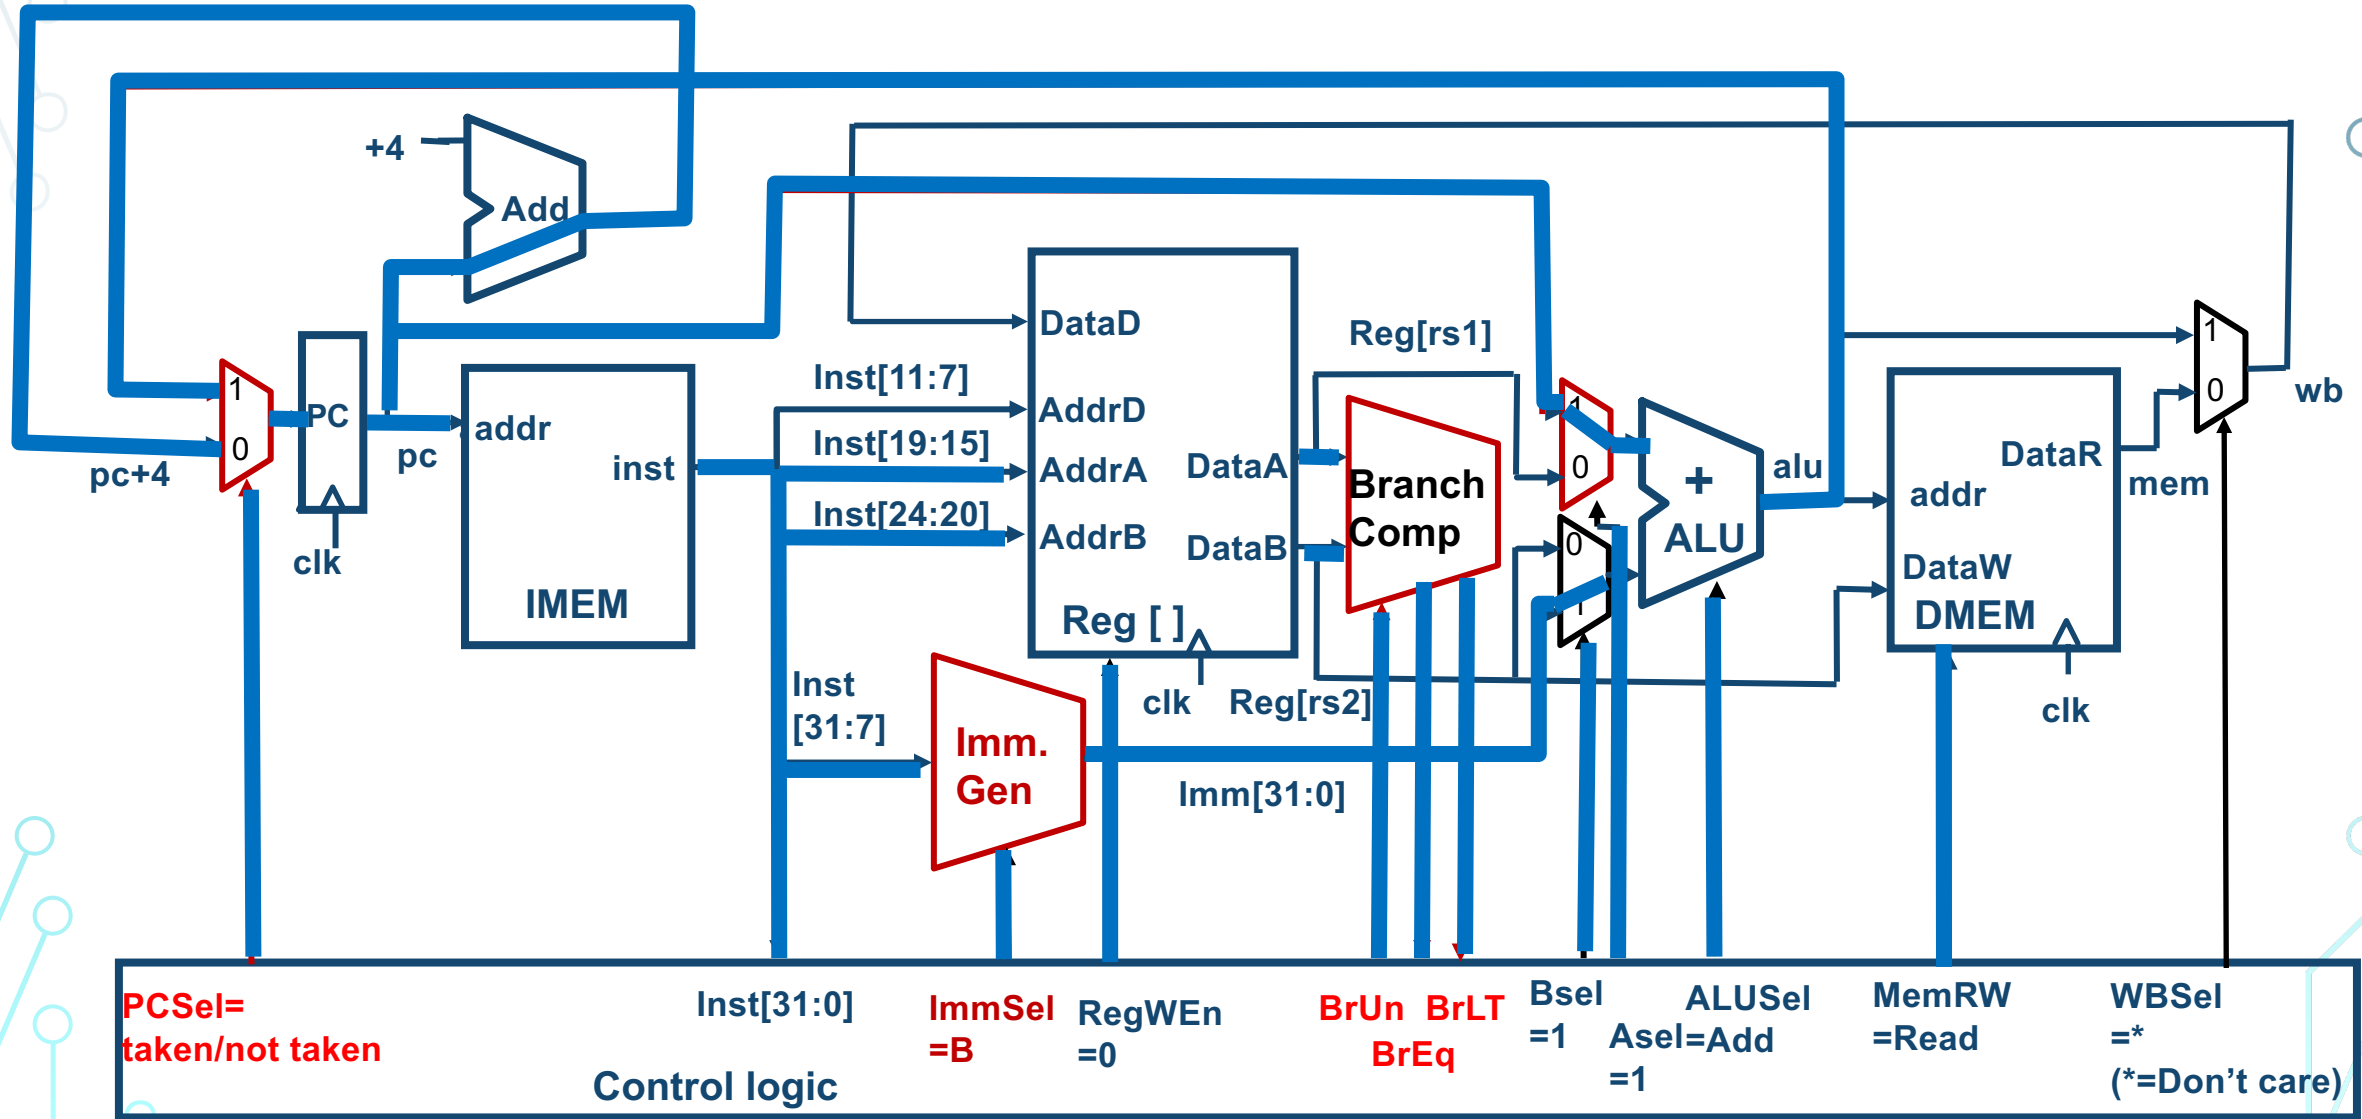 +4
Add
DataD
Reg[rs1]
1
1
0
wb
Inst[11:7]
1
0
PC
addr
AddrD
1
0
pc+4
pc
inst
Inst[19:15]
AddrA
DataA
Branch
Comp
+
ALU
alu
DataR
mem
addr
Inst[24:20]
AddrB
DataB
0
1
DataW
DMEM
clk
IMEM
Reg [ ]
clk
Reg[rs2]
clk
Inst
[31:7]
Imm.
Gen
Imm[31:0]
PCSel=
taken/not taken
Inst[31:0]
ImmSel
=B
RegWEn
=0
BrUn BrLT
BrEq
Bsel
=1
Asel
=1
ALUSel
=Add
MemRW
=Read
WBSel
=*
(*=Don't care)
Control logic